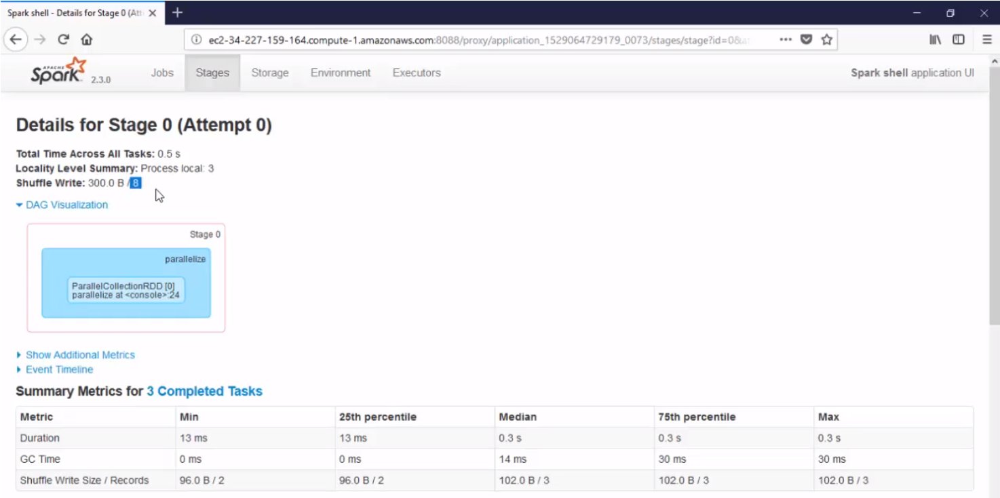 Spark shell - Details for Stage 0 (Att
ec2-34-227-159-164.compute-1.amazonaws.com:8088/proxy/application_1529064729179_0073/stages/stage?id=0&a
APACHE
Spark 2.3.0 Jobs Stages Storage Environment Executors Spark shell application UI
Details for Stage 0 (Attempt 0)
Total Time Across All Tasks: 0.5 s
Locality Level Summary: Process local: 3
Shuffle Write: 300.0 B / 8
DAG Visualization
Stage 0
parallelize
ParallelCollectionRDD [0]
parallelize at <console>:24
Show Additional Metrics
Event Timeline
Summary Metrics for 3 Completed Tasks
Metric Min 25th percentile Median 75th percentile Max
Duration 13 ms 13 ms 0.3 s 0.3 s 0.3 s
GC Time 0 ms 0 ms 14 ms 30 ms 30 ms
Shuffle Write Size / Records 96.0 B / 2 96.0 B / 2 102.0 B / 3 102.0 B / 3 102.0 B / 3